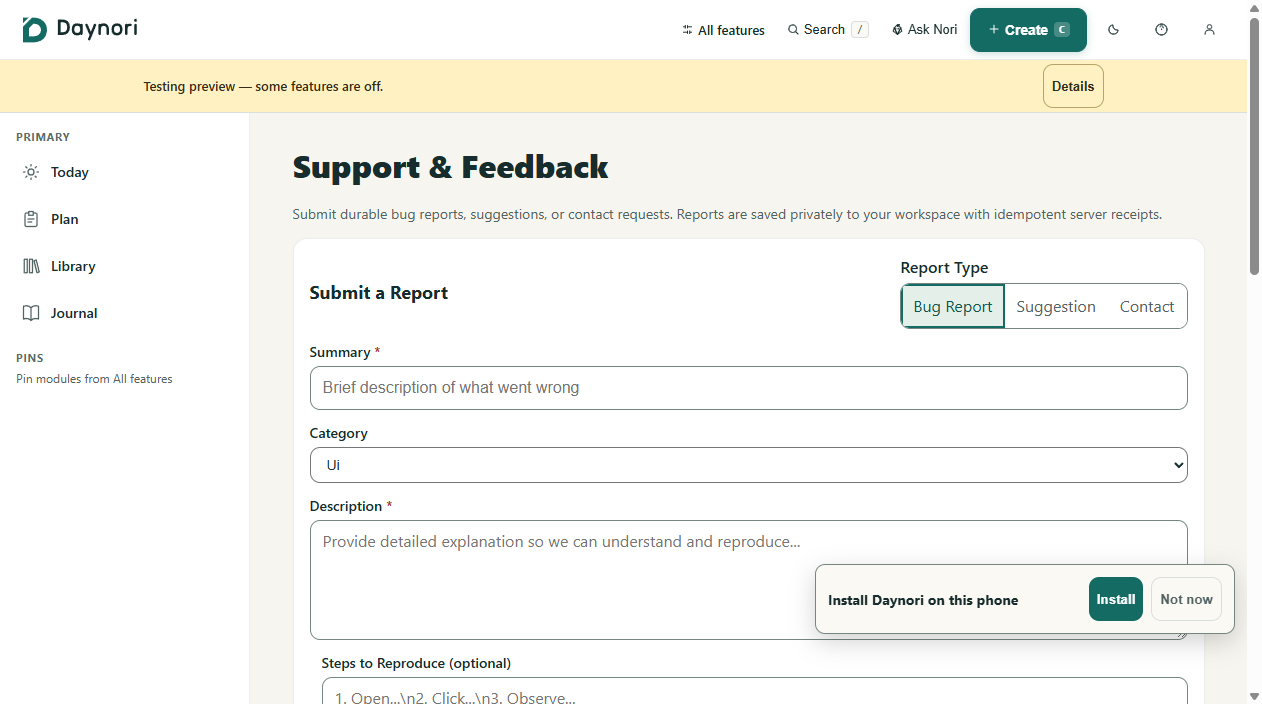 Daynori
All features
Search /
Ask Nori
+ Create C
Testing preview — some features are off.
Details
PRIMARY
Today
Plan
Library
Journal
PINS
Pin modules from All features
Support & Feedback
Submit durable bug reports, suggestions, or contact requests. Reports are saved privately to your workspace with idempotent server receipts.
Submit a Report
Report Type
Bug Report Suggestion Contact
Summary *
Brief description of what went wrong
Category
Ui
Description *
Provide detailed explanation so we can understand and reproduce...
Install Daynori on this phone
Install
Not now
Steps to Reproduce (optional)
1. Open...\n2. Click...\n3. Observe...